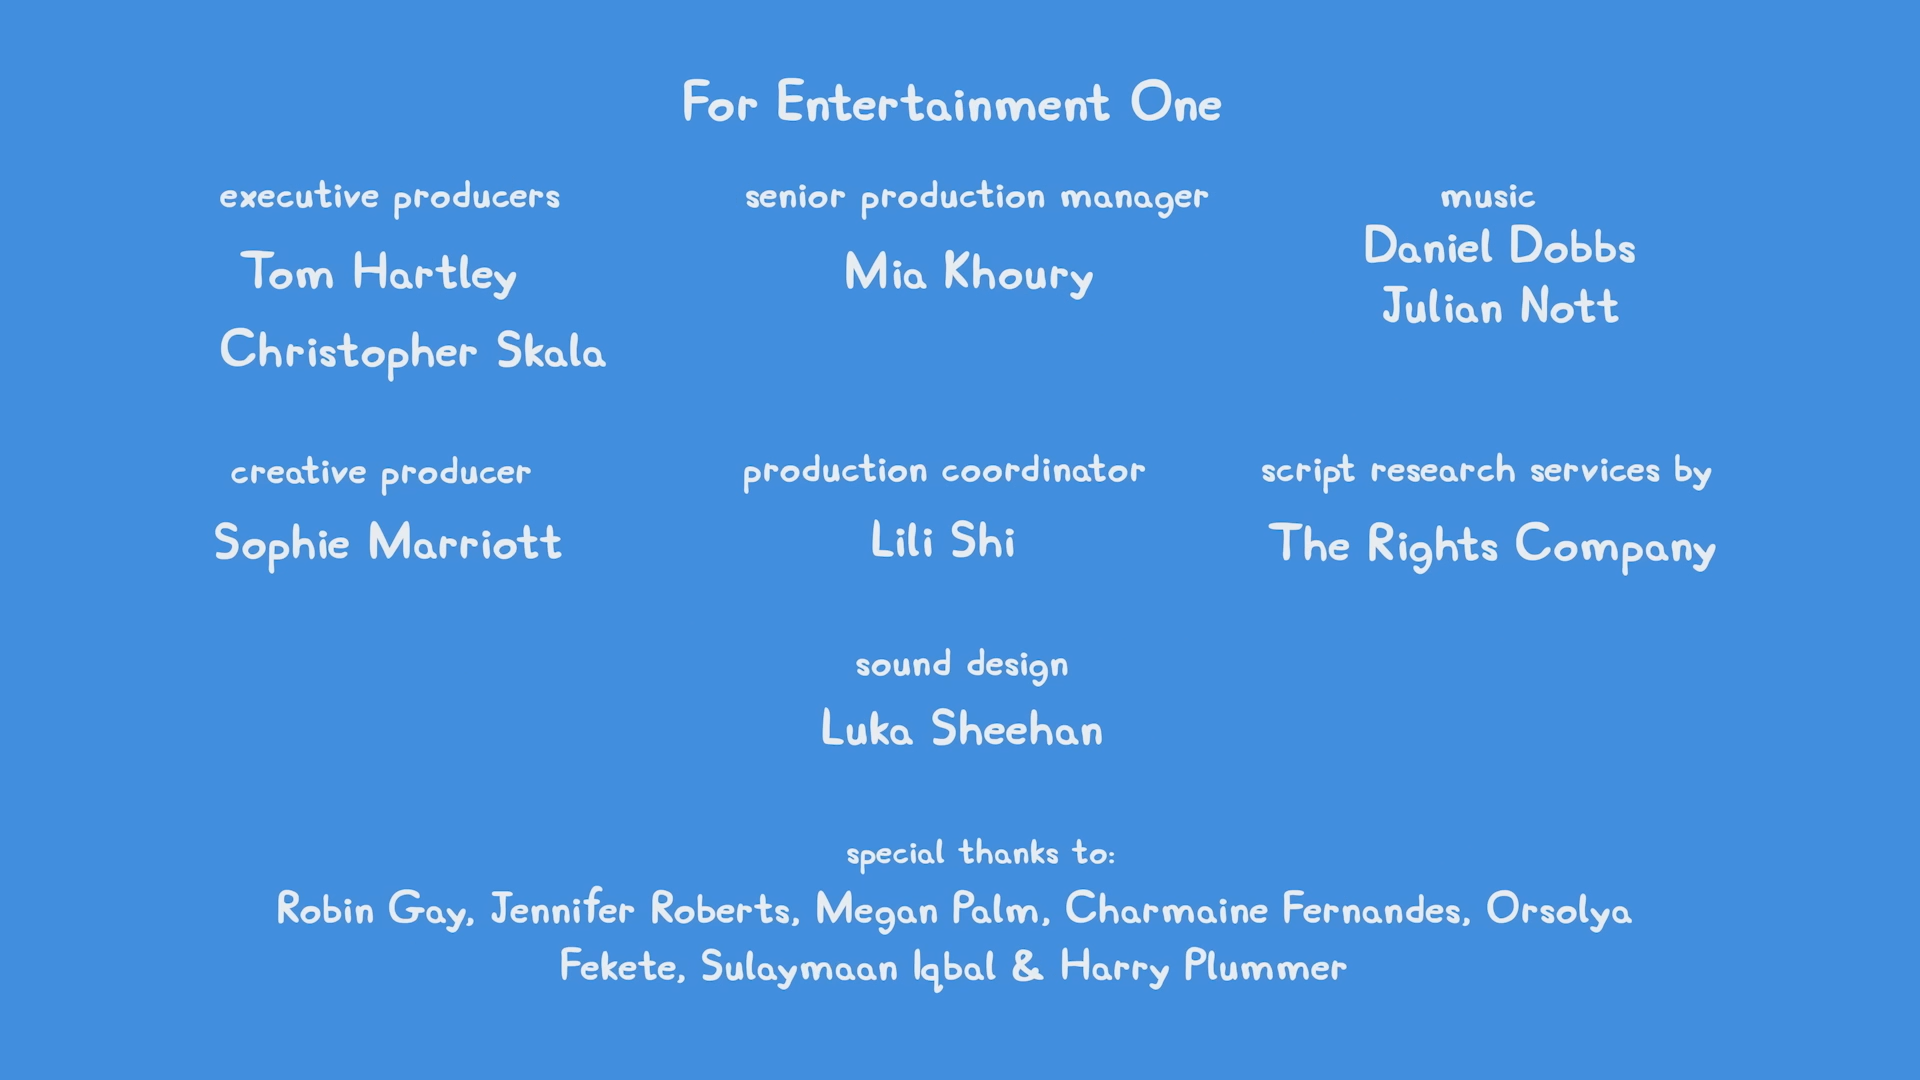 For Entertainment One
executive producers
Tom Hartley
Christopher Skala
senior production manager
Mia Khoury
music
Daniel Dobbs
Julian Nott
creative producer
Sophie Marriott
production coordinator
Lili Shi
script research services by
The Rights Company
sound design
Luka Sheehan
special thanks to:
Robin Gay, Jennifer Roberts, Megan Palm, Charmaine Fernandes, Orsolya
Fekete, Sulaymaan Iqbal & Harry Plummer